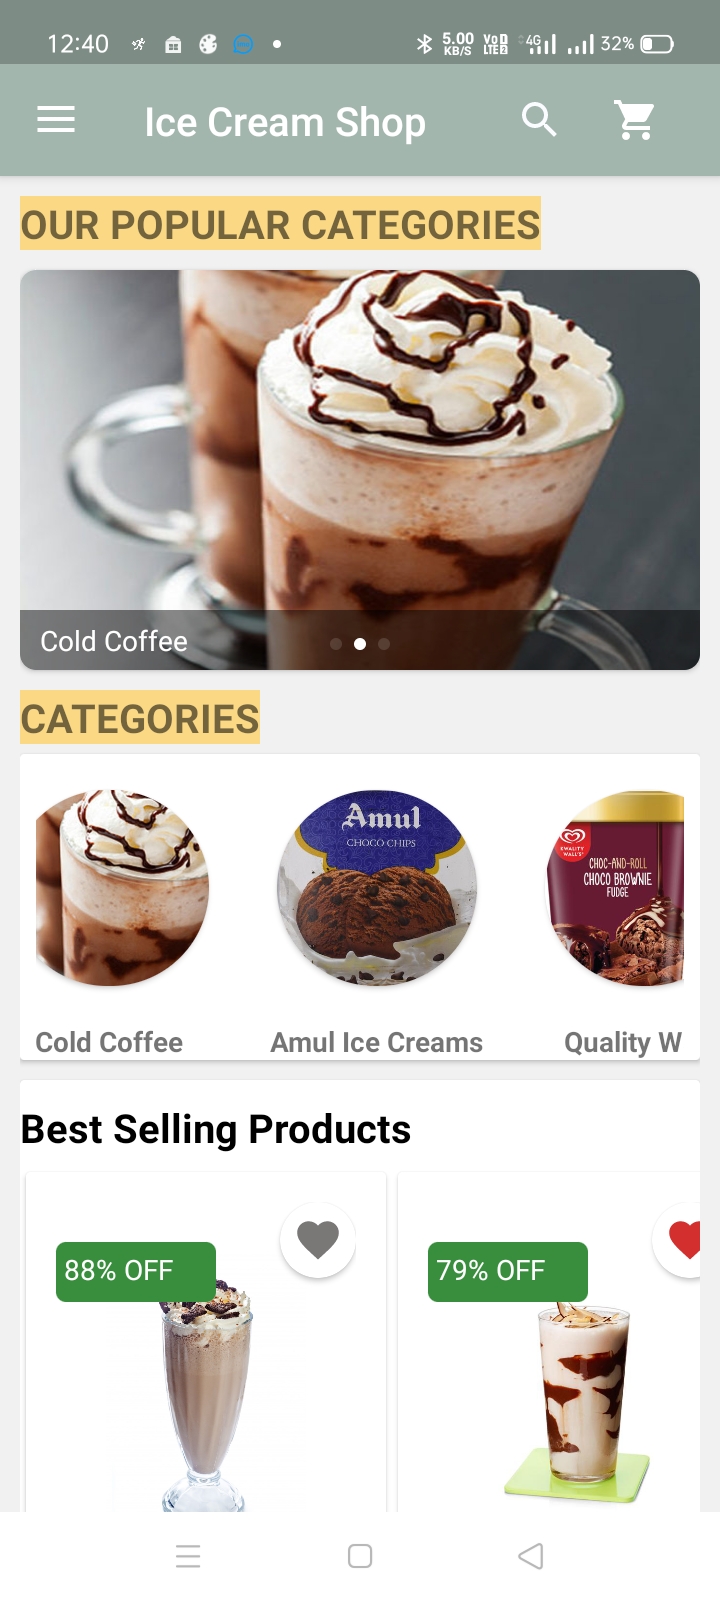 12:40 5.00 KB/S VoD LTE2 4G 32%
Ice Cream Shop
OUR POPULAR CATEGORIES
Cold Coffee
CATEGORIES
Amul
CHOCO CHIPS
KWALITY
WALL'S
CHOC-AND-ROLL
CHOCO BROWNIE
FUDGE
Cold Coffee Amul Ice Creams Quality W
Best Selling Products
88% OFF 79% OFF